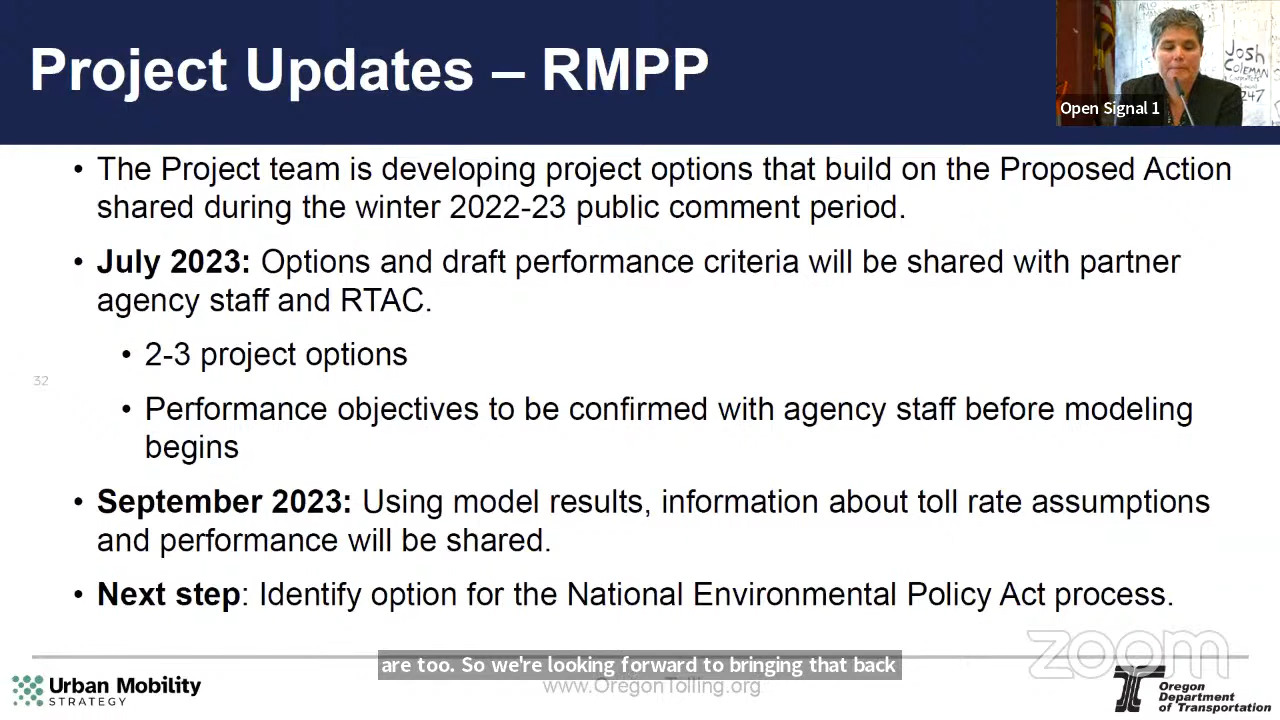 Project Updates – RMPP
Josh
COLEMAN
247
Open Signal 1
• The Project team is developing project options that build on the Proposed Action
shared during the winter 2022-23 public comment period.
• July 2023: Options and draft performance criteria will be shared with partner
agency staff and RTAC.
• 2-3 project options
32
• Performance objectives to be confirmed with agency staff before modeling
begins
• September 2023: Using model results, information about toll rate assumptions
and performance will be shared.
• Next step: Identify option for the National Environmental Policy Act process.
zoom
are too. So we're looking forward to bringing that back
www.OregonTolling.org
Urban Mobility
STRATEGY
Oregon
Department
of Transportation